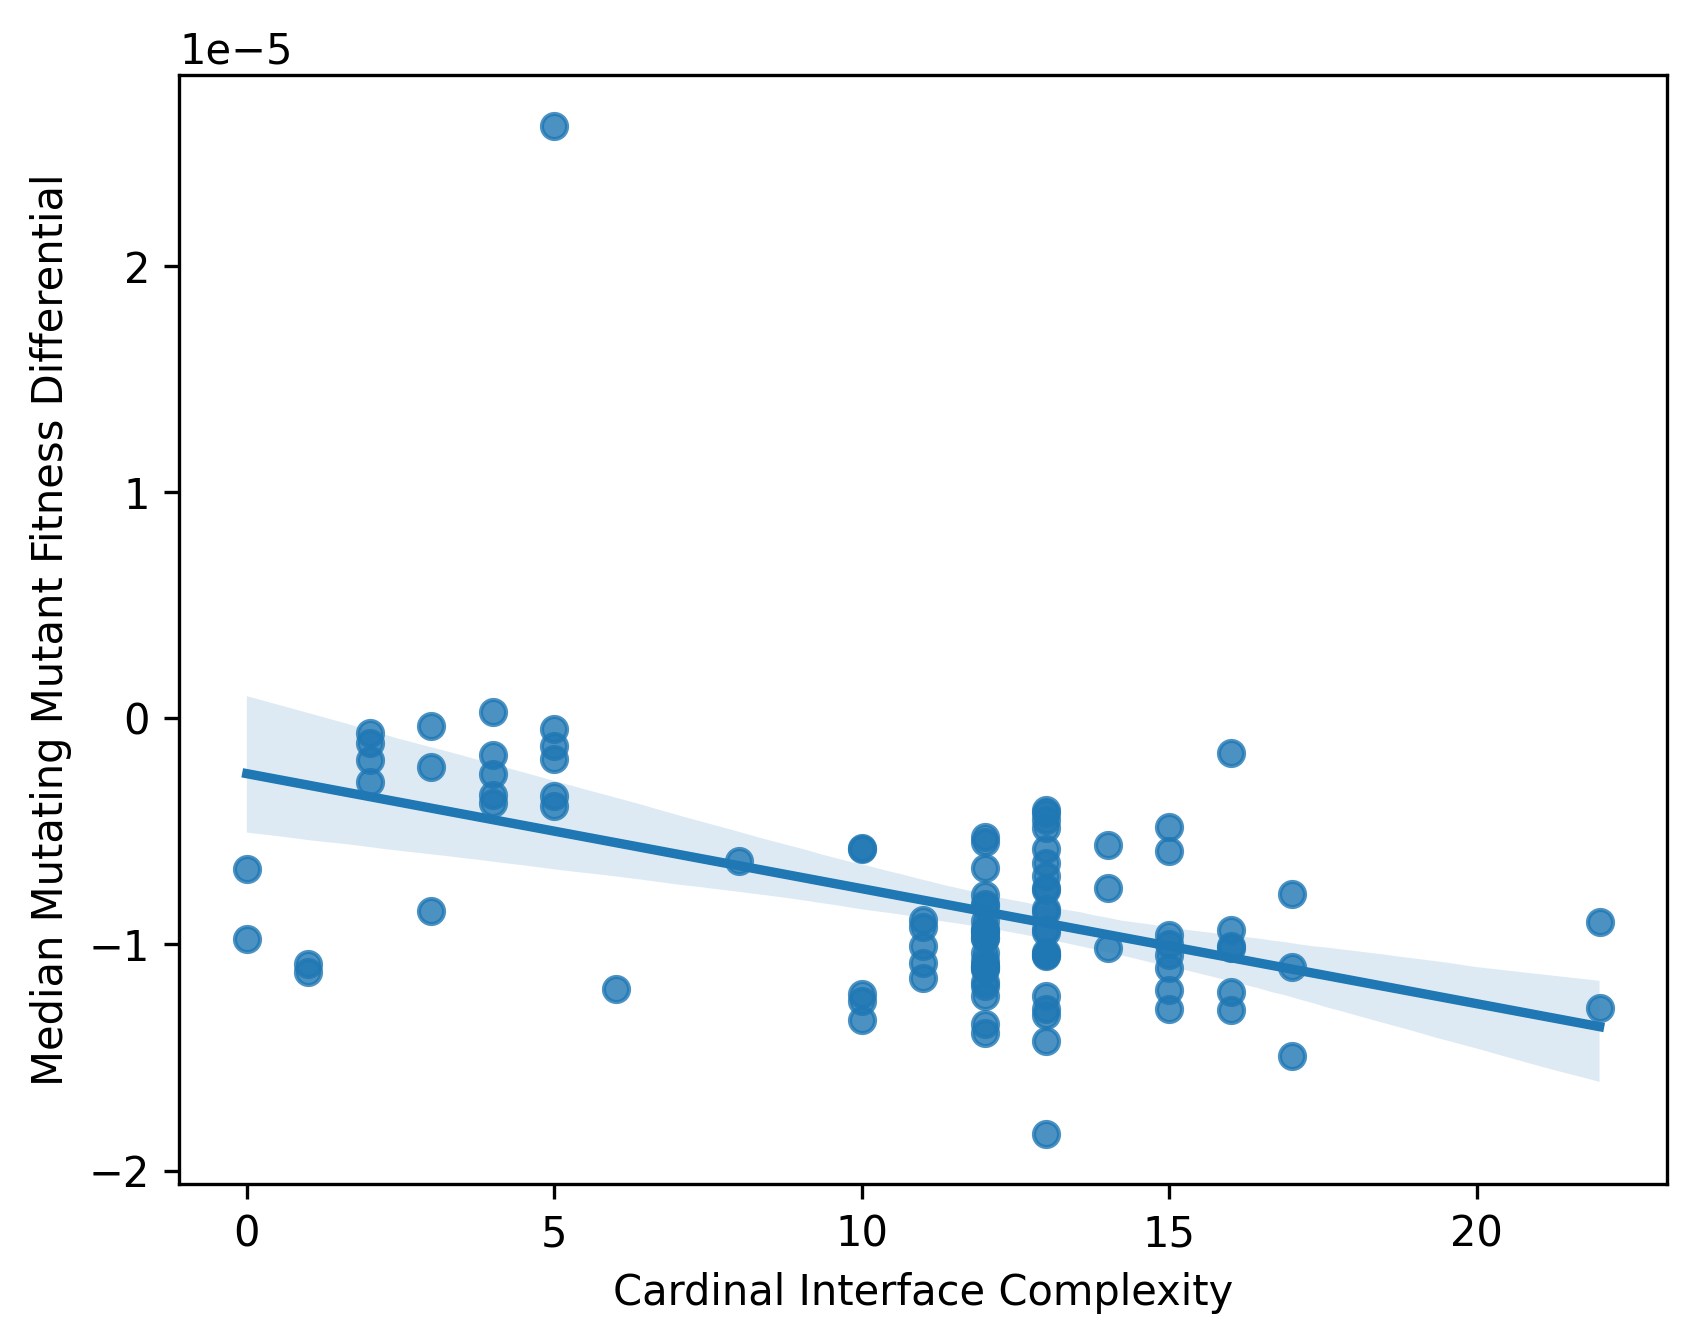 1e−5
2
1
0
−1
−2
Median Mutating Mutant Fitness Differential
0 5 10 15 20
Cardinal Interface Complexity